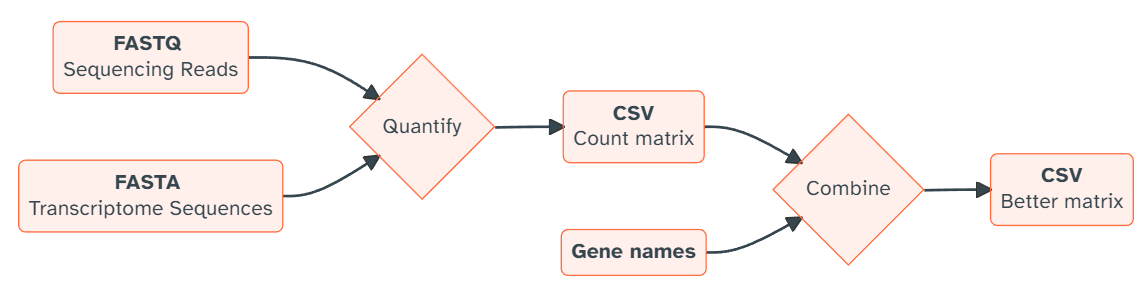 FASTQ
Sequencing Reads
FASTA
Transcriptome Sequences
Quantify
CSV
Count matrix
Gene names
Combine
CSV
Better matrix